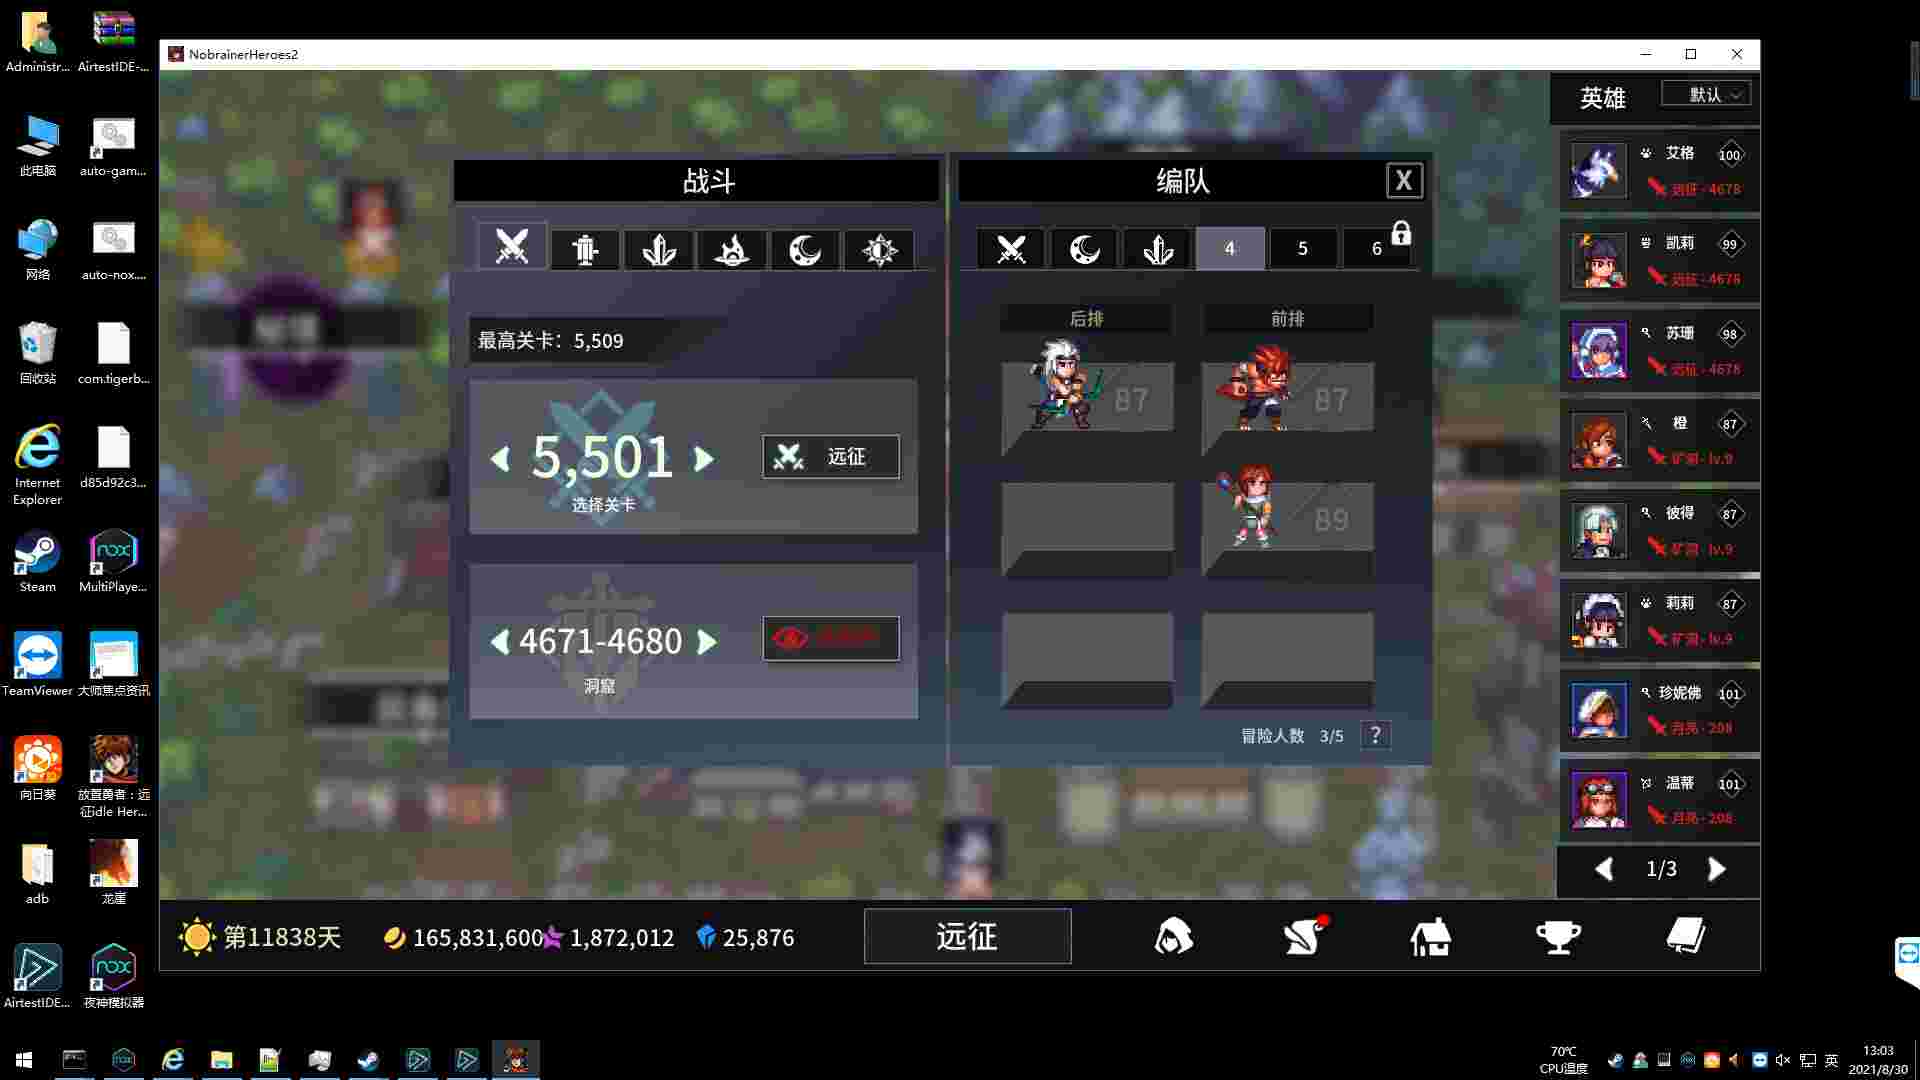 Administr...
AirtestIDE-...
此电脑
auto-gam...
网络
auto-nox....
回收站
com.tigerb...
Internet
Explorer
d85d92c3...
Steam
MultiPlaye...
TeamViewer
大师焦点资讯
向日葵
放置勇者：远
征idle Her...
adb
龙崖
AirtestIDE...
夜神模拟器
NobrainerHeroes2
战斗
最高关卡：5,509
5,501
选择关卡
远征
4671-4680
洞窟
编队
X
4
5
6
后排
前排
87
87
89
冒险人数 3/5
?
英雄
默认
艾格
100
远征 - 4678
凯莉
99
远征 - 4678
苏珊
98
远征 - 4678
橙
87
矿洞 - lv.9
彼得
87
矿洞 - lv.9
莉莉
87
矿洞 - lv.9
珍妮佛
101
月亮 - 208
温蒂
101
月亮 - 208
1/3
第11838天
165,831,600
1,872,012
25,876
远征
70℃
CPU温度
英
13:03
2021/8/30